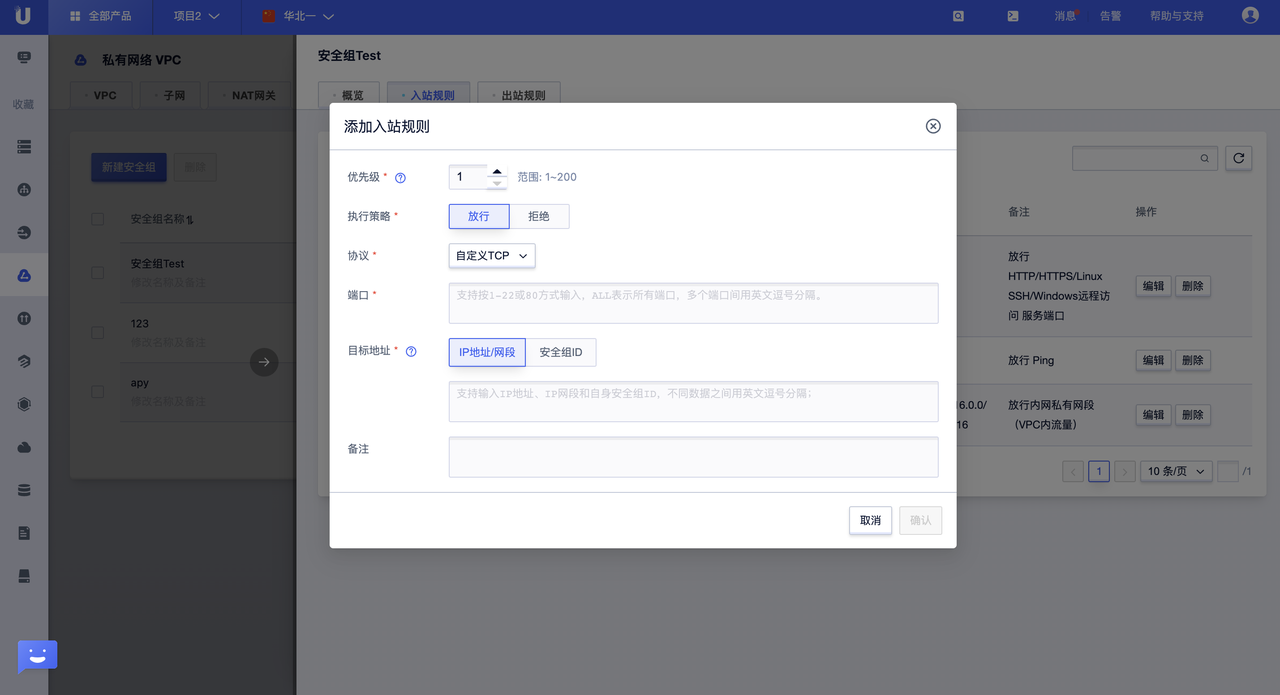 全部产品 项目2 华北一 消息 告警 帮助与支持
私有网络 VPC
安全组Test
收藏
VPC 子网 NAT网关
概览 入站规则 出站规则
新建安全组 删除
安全组名称
安全组Test
修改名称及备注
123
修改名称及备注
apy
修改名称及备注
添加入站规则
优先级 * 1 范围: 1~200
执行策略 * 放行 拒绝
协议 * 自定义TCP
端口 * 支持按1~22或80方式输入, ALL表示所有端口, 多个端口间用英文逗号分隔。
目标地址 * IP地址/网段 安全组ID
支持输入IP地址、IP网段和自身安全组ID, 不同数据之间用英文逗号分隔;
备注
取消 确认
备注 操作
放行
HTTP/HTTPS/Linux
SSH/Windows远程访
问 服务端口
编辑 删除
放行 Ping 编辑 删除
16.0.0/
16
放行内网私有网段
（VPC内流量）
编辑 删除
1 10 条/页 /1